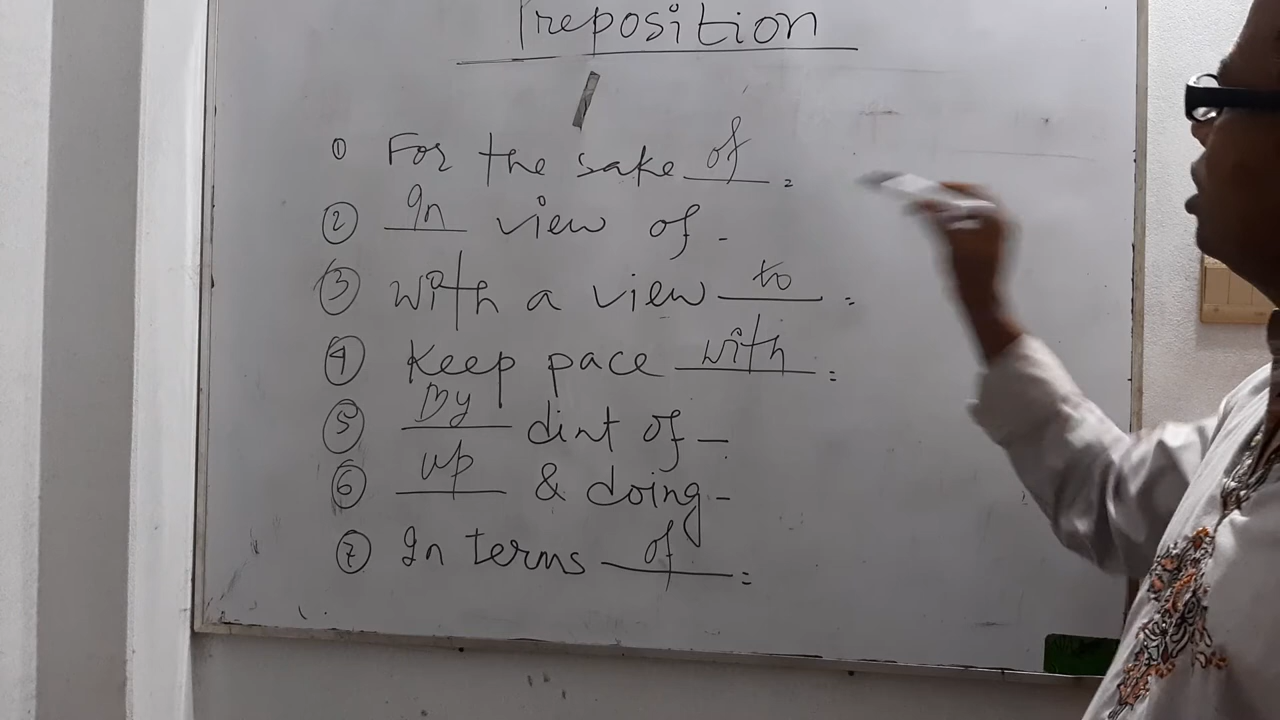 Preposition
① For the sake of =
② In view of -
③ with a view to =
④ Keep pace with =
⑤ By dint of -
⑥ up & doing -
⑦ In terms of =